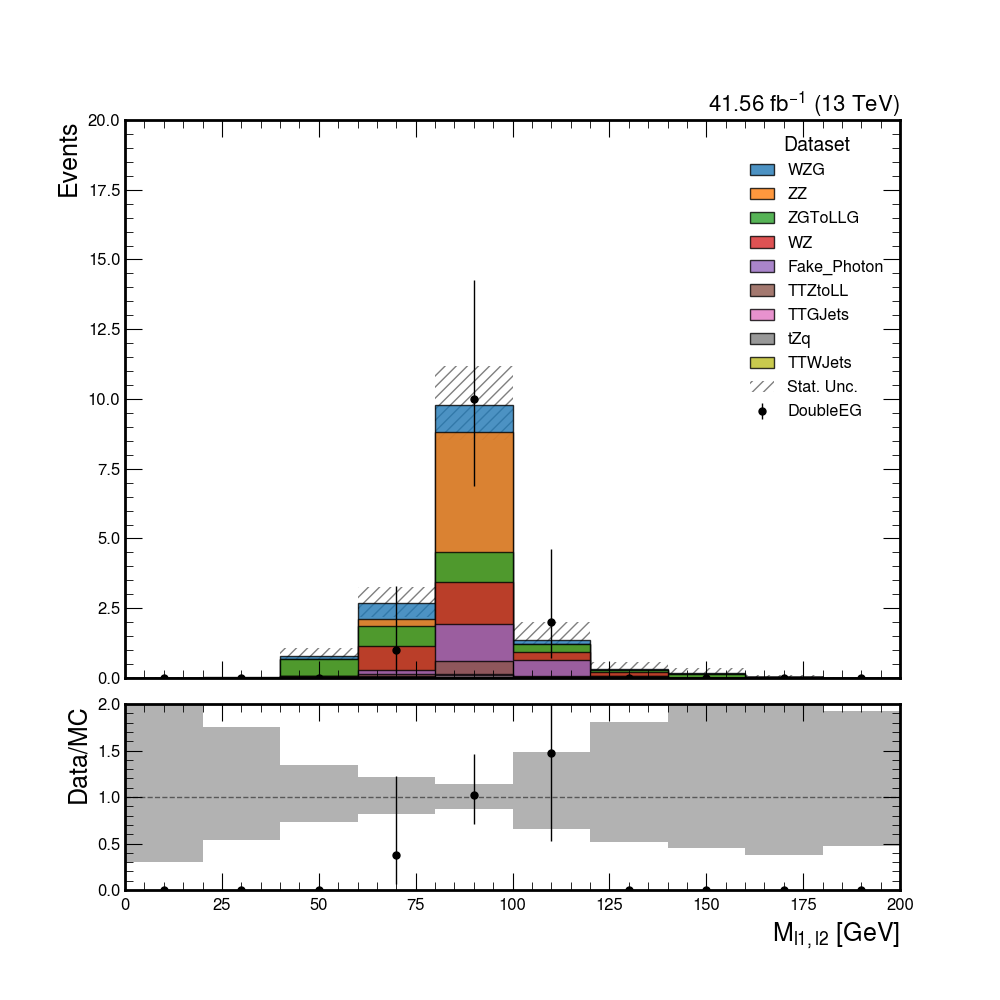 41.56 fb⁻¹ (13 TeV)
Events
20.0
17.5
15.0
12.5
10.0
7.5
5.0
2.5
0.0
Dataset
WZG
ZZ
ZGToLLG
WZ
Fake_Photon
TTZtoLL
TTGJets
tZq
TTWJets
Stat. Unc.
DoubleEG
Data/MC
2.0
1.5
1.0
0.5
0.0
0 25 50 75 100 125 150 175 200
M_{l1, l2} [GeV]